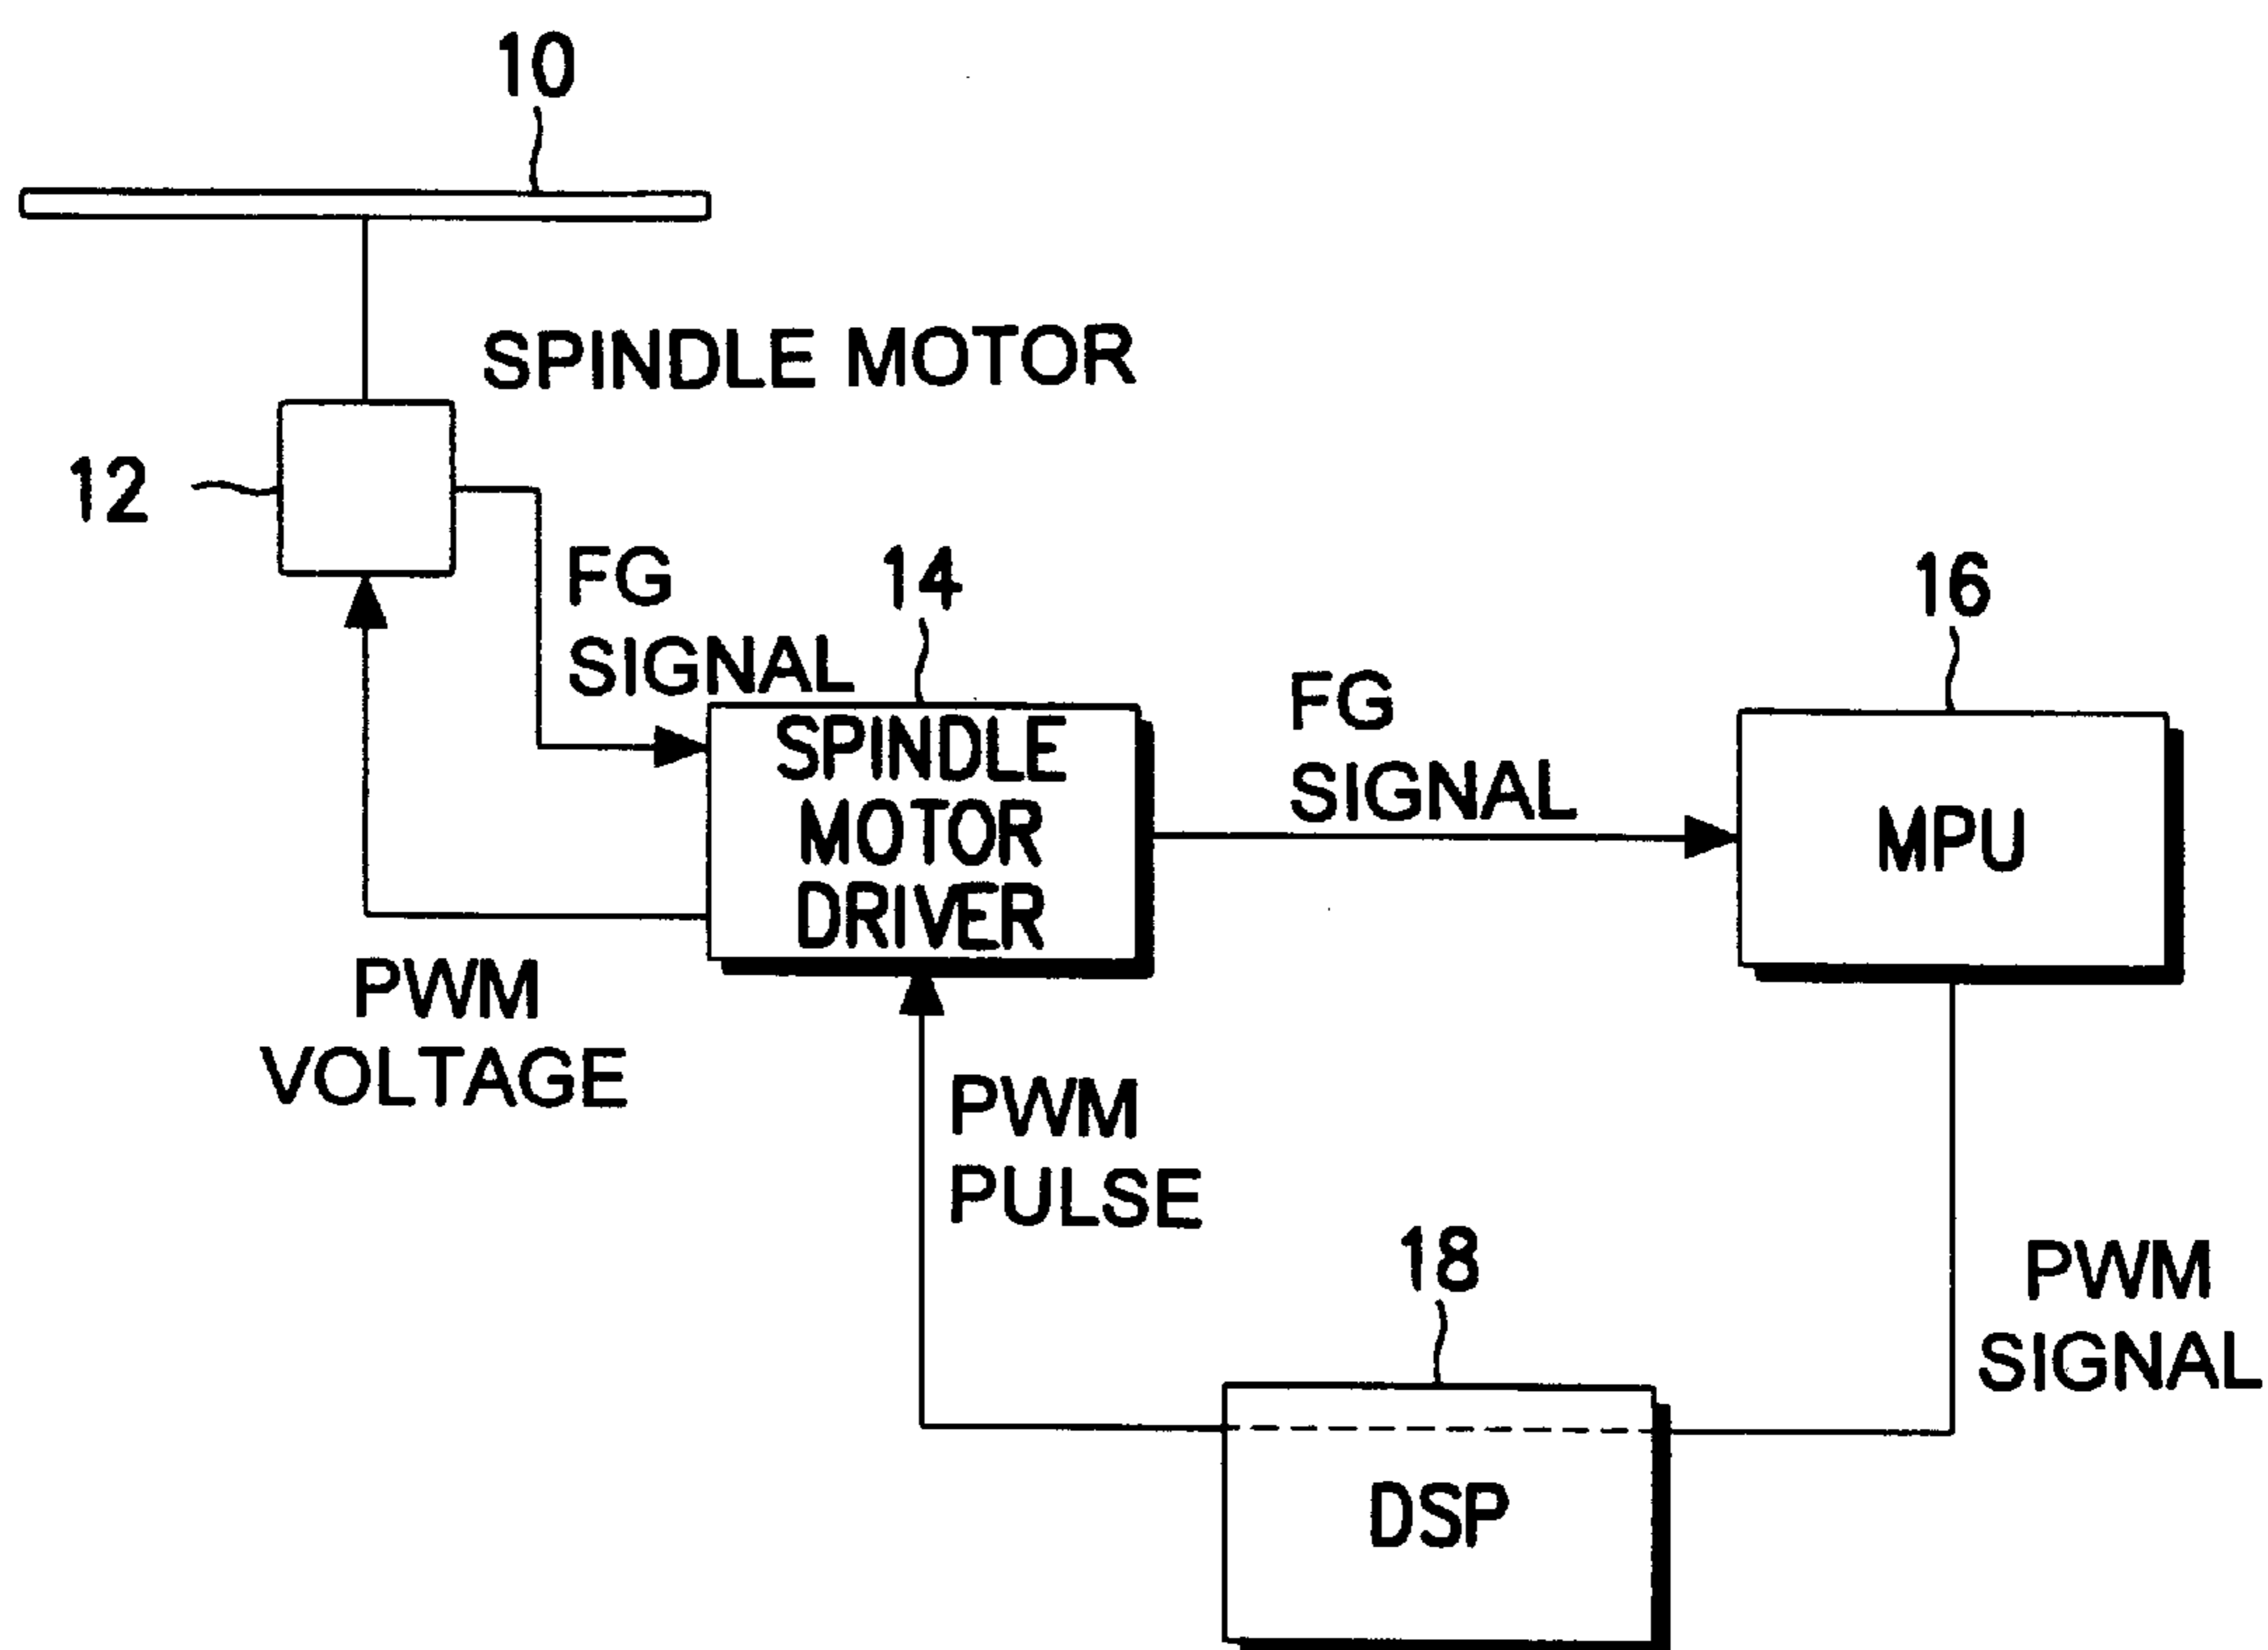 10
SPINDLE MOTOR
12
FG
SIGNAL
14
16
SPINDLE
MOTOR
DRIVER
FG
SIGNAL
MPU
PWM
VOLTAGE
PWM
PULSE
18
PWM
SIGNAL
DSP